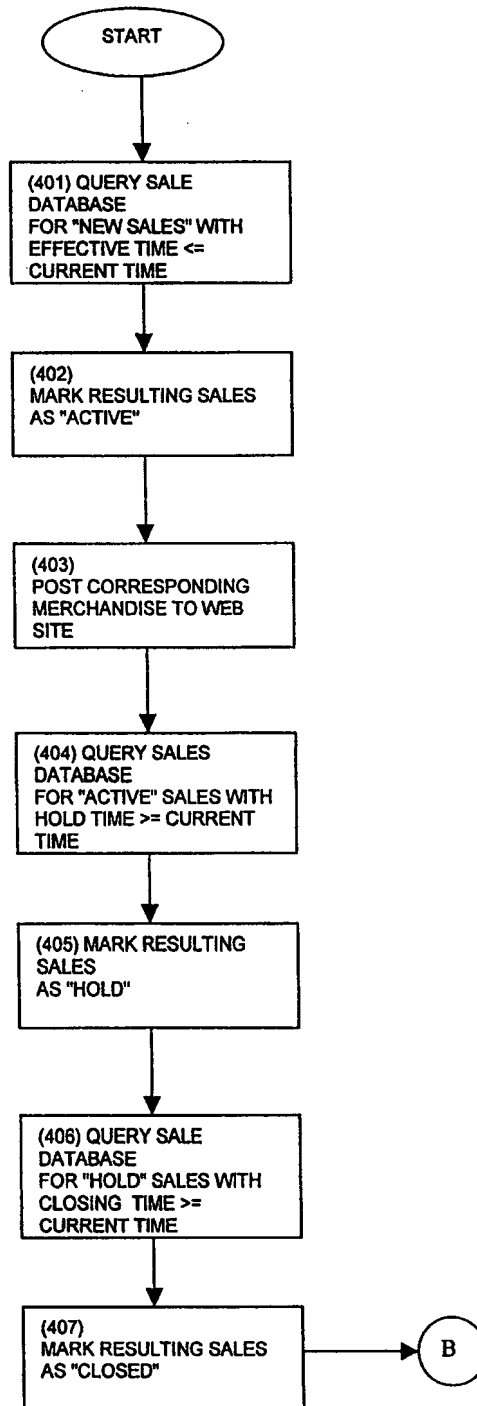 START
(401) QUERY SALE
DATABASE
FOR "NEW SALES" WITH
EFFECTIVE TIME <=
CURRENT TIME
(402)
MARK RESULTING SALES
AS "ACTIVE"
(403)
POST CORRESPONDING
MERCHANDISE TO WEB
SITE
(404) QUERY SALES
DATABASE
FOR "ACTIVE" SALES WITH
HOLD TIME >= CURRENT
TIME
(405) MARK RESULTING
SALES
AS "HOLD"
(406) QUERY SALE
DATABASE
FOR "HOLD" SALES WITH
CLOSING TIME >=
CURRENT TIME
(407)
MARK RESULTING SALES
AS "CLOSED"
B